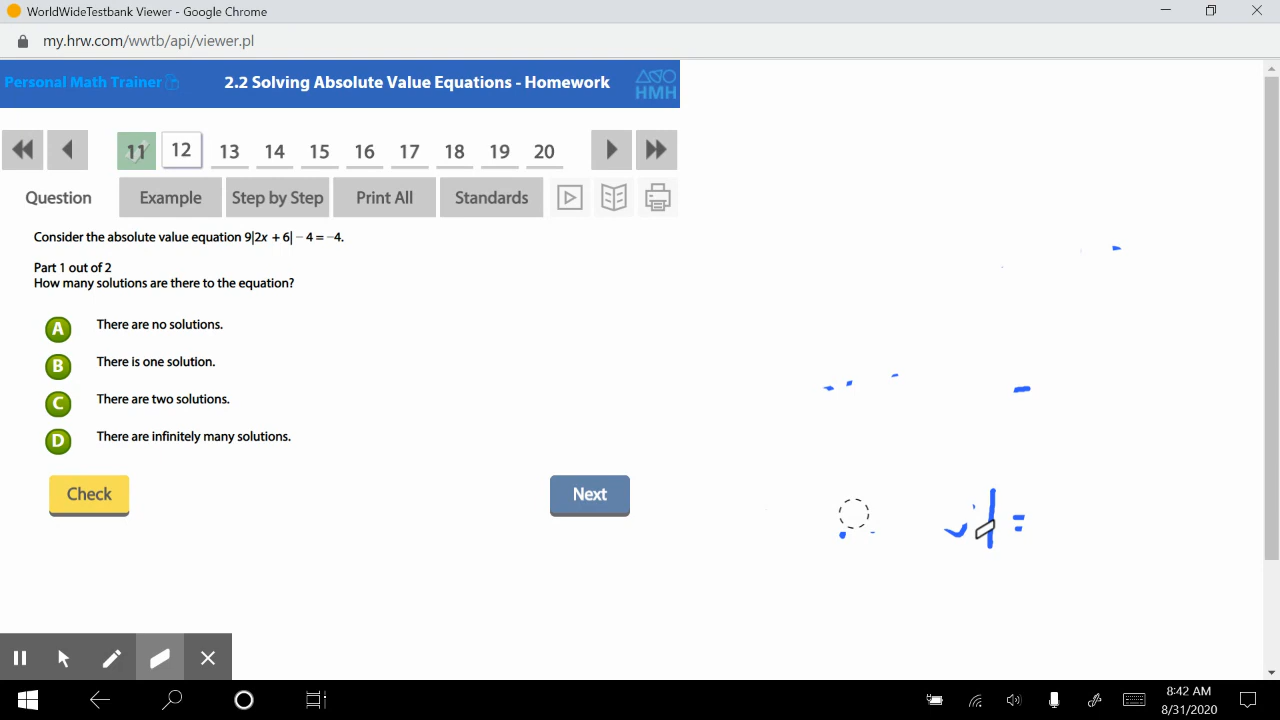 WorldWideTestbank Viewer - Google Chrome
my.hrw.com/wwtb/api/viewer.pl
Personal Math Trainer
2.2 Solving Absolute Value Equations - Homework
HMH
11 12 13 14 15 16 17 18 19 20
Question Example Step by Step Print All Standards
Consider the absolute value equation 9|2x + 6| − 4 = −4.
Part 1 out of 2
How many solutions are there to the equation?
A There are no solutions.
B There is one solution.
C There are two solutions.
D There are infinitely many solutions.
Check Next
=
8:42 AM
8/31/2020